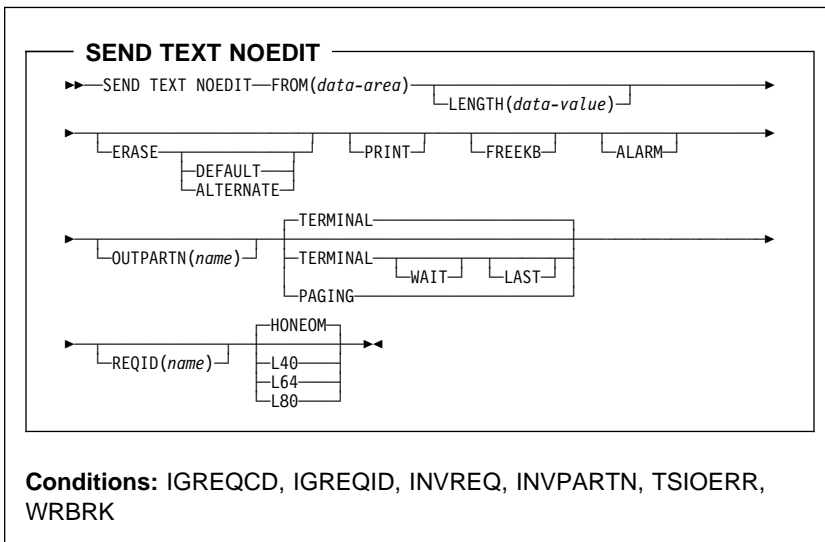 SEND TEXT NOEDIT
SEND TEXT NOEDIT FROM(data-area)
LENGTH(data-value)
ERASE PRINT FREEKB ALARM
DEFAULT
ALTERNATE
TERMINAL
OUTPARTN(name) TERMINAL
WAIT LAST
PAGING
HONEOM
REQID(name) L40
L64
L80
Conditions: IGREQCD, IGREQID, INVREQ, INVPARTN, TSIOERR,
WRBRK